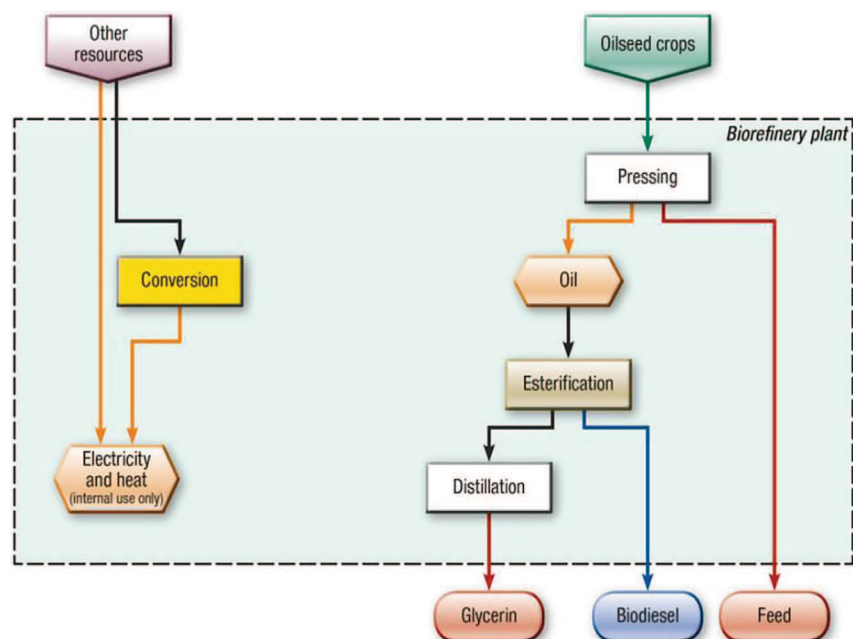 Other
resources
Oilseed crops
Biorefinery plant
Pressing
Conversion
Oil
Esterification
Electricity
and heat
(internal use only)
Distillation
Glycerin
Biodiesel
Feed